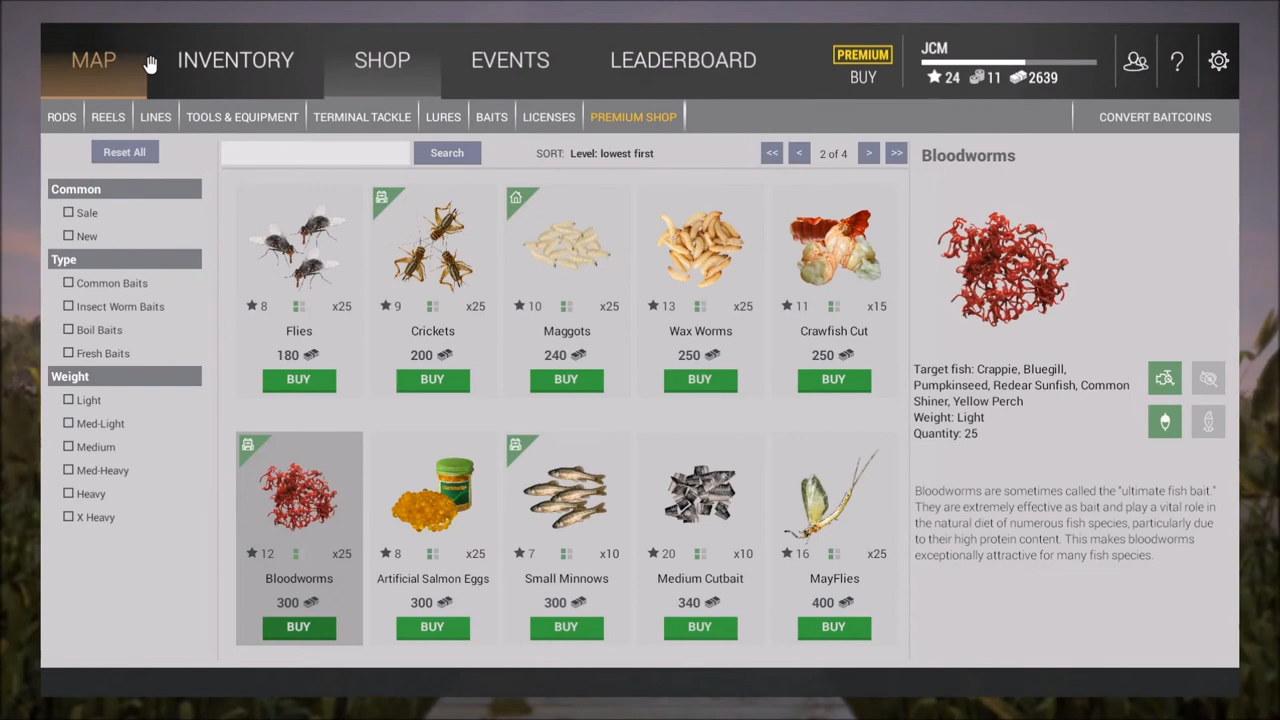 MAP
INVENTORY
SHOP
EVENTS
LEADERBOARD
PREMIUM
BUY
JCM
24
11
2639
?
RODS
REELS
LINES
TOOLS & EQUIPMENT
TERMINAL TACKLE
LURES
BAITS
LICENSES
PREMIUM SHOP
CONVERT BAITCOINS
Reset All
Search
SORT: Level: lowest first
<<
<
2 of 4
>
>>
Common
Sale
New
Type
Common Baits
Insect Worm Baits
Boil Baits
Fresh Baits
Weight
Light
Med-Light
Medium
Med-Heavy
Heavy
X Heavy
8 x25
Flies
180
BUY
9 x25
Crickets
200
BUY
10 x25
Maggots
240
BUY
13 x25
Wax Worms
250
BUY
11 x15
Crawfish Cut
250
BUY
12 x25
Bloodworms
300
BUY
8 x25
Artificial Salmon Eggs
300
BUY
7 x10
Small Minnows
300
BUY
20 x10
Medium Cutbait
340
BUY
16 x25
MayFlies
400
BUY
Bloodworms
Target fish: Crappie, Bluegill,
Pumpkinseed, Redear Sunfish, Common
Shiner, Yellow Perch
Weight: Light
Quantity: 25
Bloodworms are sometimes called the "ultimate fish bait."
They are extremely effective as bait and play a vital role in
the natural diet of numerous fish species, particularly due
to their high protein content. This makes bloodworms
exceptionally attractive for many fish species.